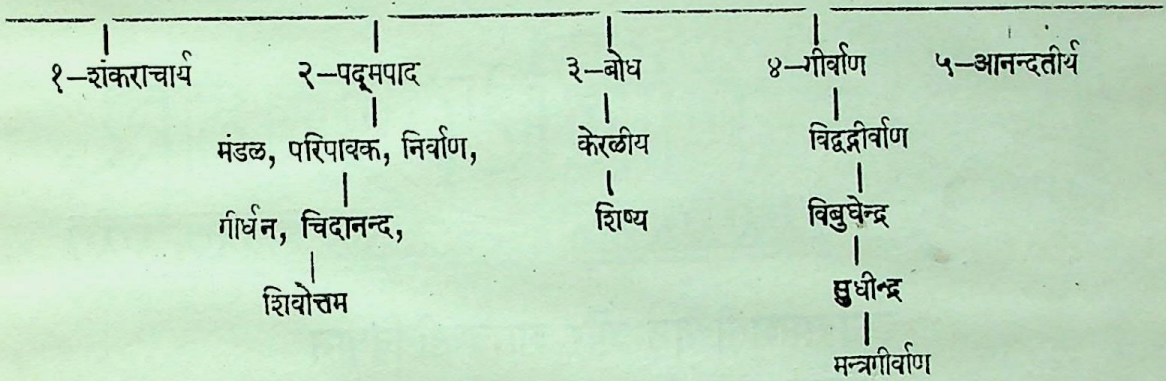 १—शंकराचार्य २—पद्मपाद ३—बोध ४—गीर्वाण ५—आनन्दतीर्थ
मंडल, परिपावक, निर्वाण, केरळीय विद्वद्गीर्वाण
गीर्धन, चिदानन्द, शिष्य विबुधेन्द्र
शिवोत्तम सुधीन्द्र
मन्त्रगीर्वाण